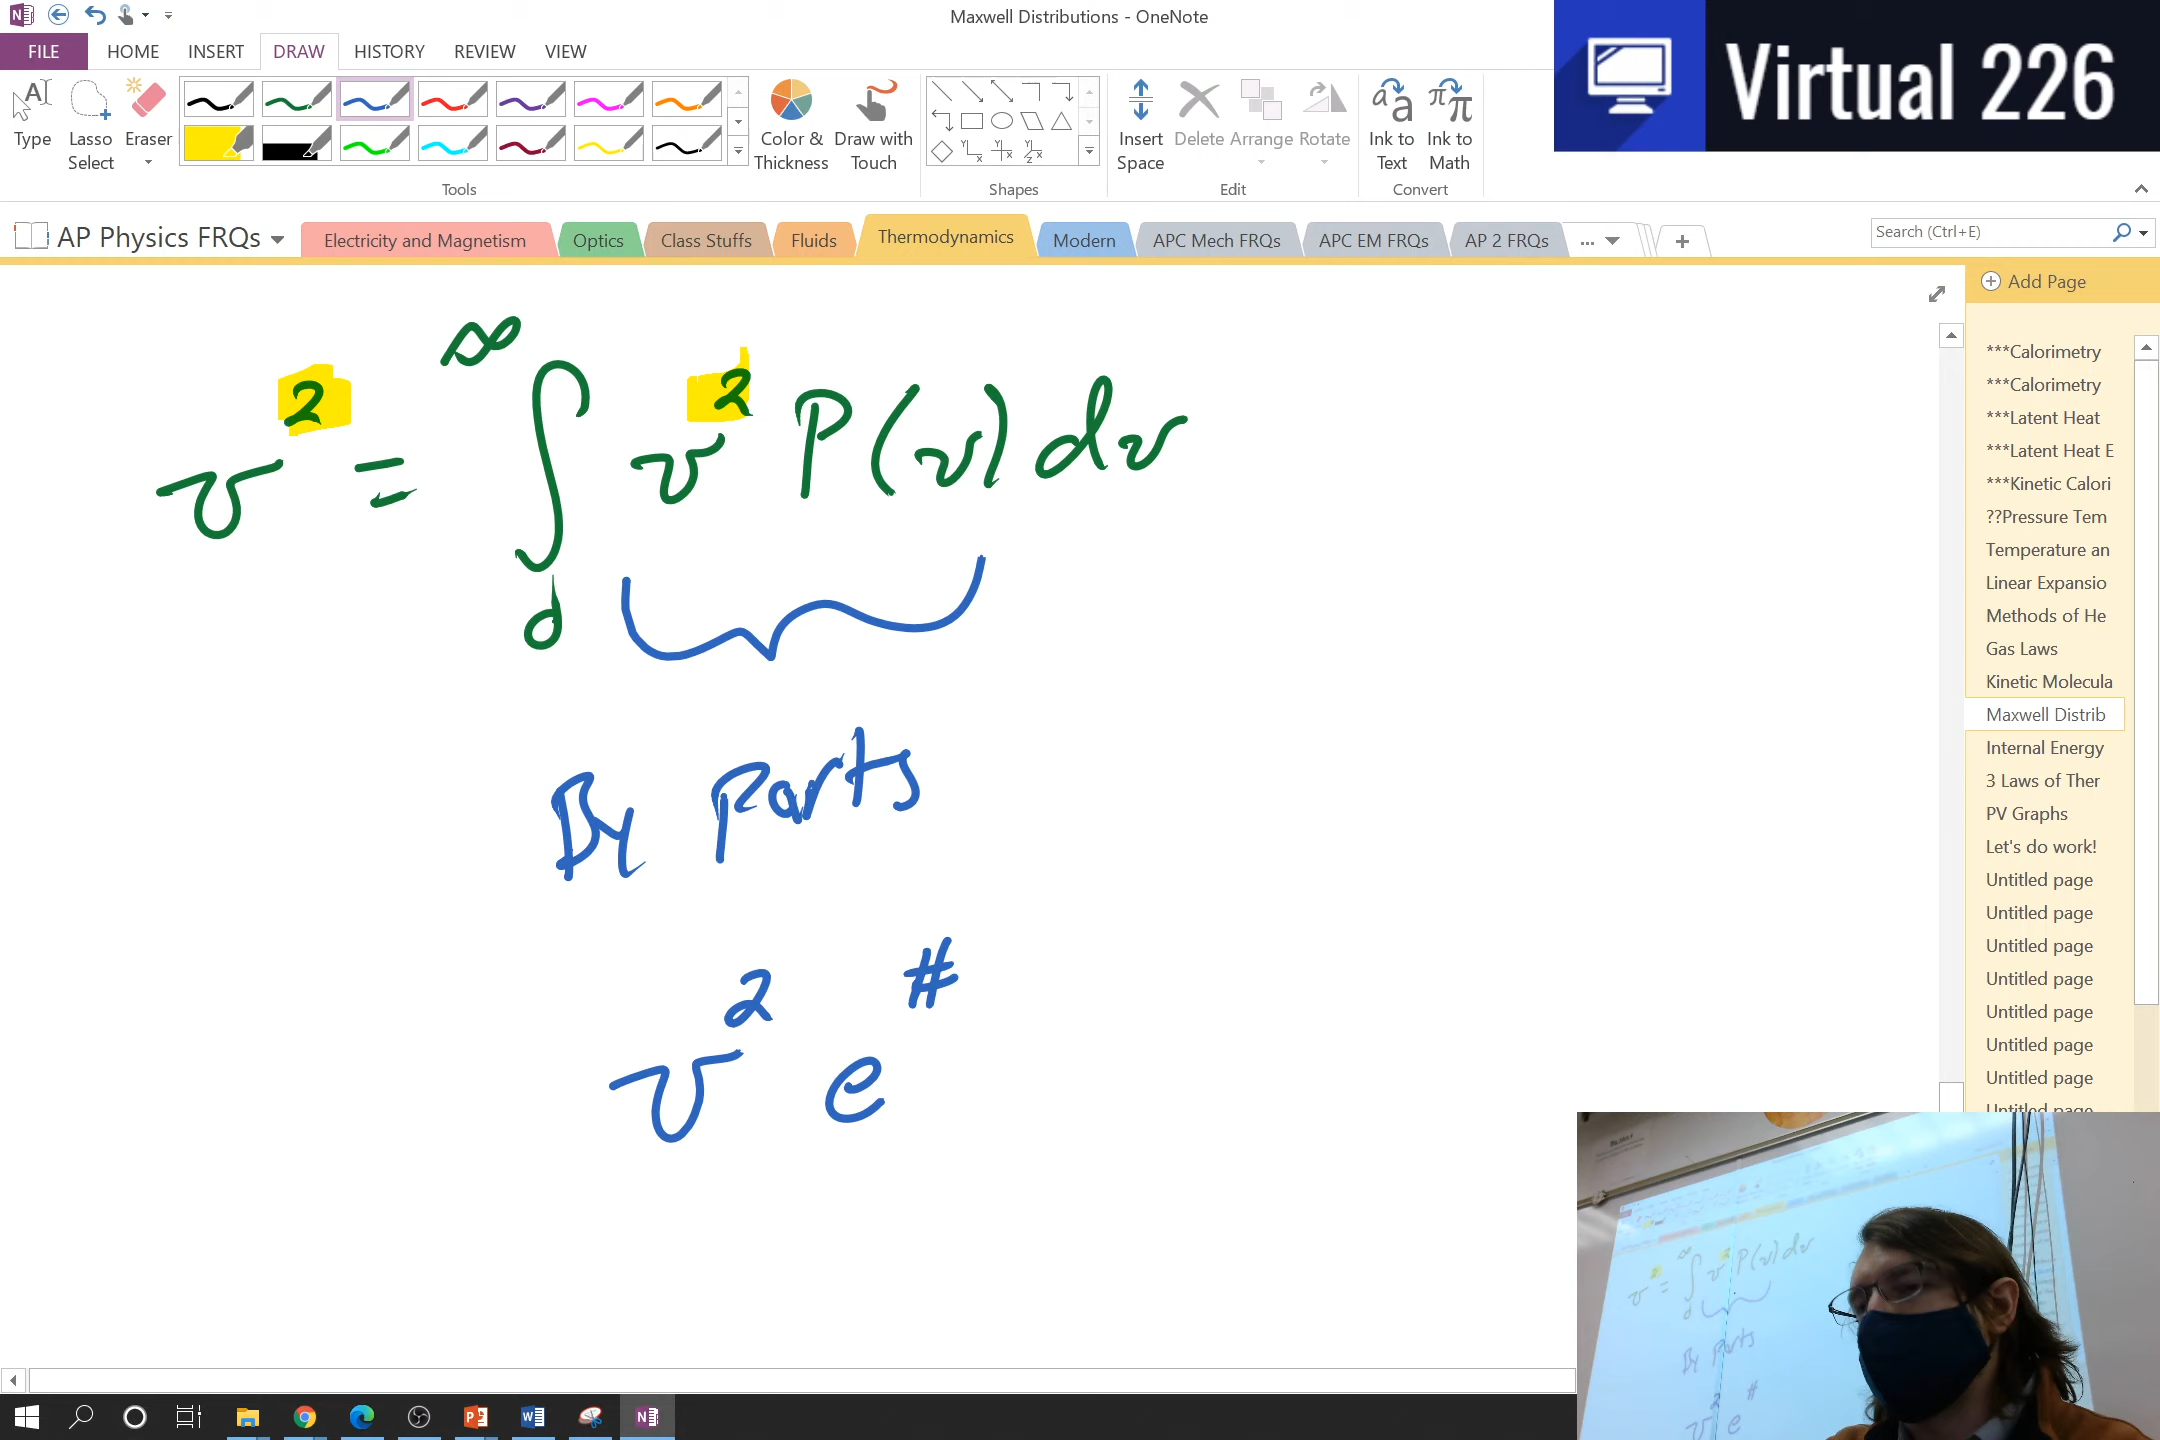 Maxwell Distributions - OneNote
FILE HOME INSERT DRAW HISTORY REVIEW VIEW
Virtual 226
Type Lasso Select Eraser Color & Thickness Draw with Touch Insert Space Delete Arrange Rotate Ink to Text Ink to Math
Tools Shapes Edit Convert
AP Physics FRQs Electricity and Magnetism Optics Class Stuffs Fluids Thermodynamics Modern APC Mech FRQs APC EM FRQs AP 2 FRQs ... Search (Ctrl+E)
Add Page
***Calorimetry
***Calorimetry
***Latent Heat
***Latent Heat E
***Kinetic Calori
??Pressure Tem
Temperature an
Linear Expansio
Methods of He
Gas Laws
Kinetic Molecula
Maxwell Distrib
Internal Energy
3 Laws of Ther
PV Graphs
Let's do work!
Untitled page
Untitled page
Untitled page
Untitled page
Untitled page
Untitled page
Untitled page
Untitled page
v² = ∫₀^∞ v² P(v) dv
By parts
v² e^#